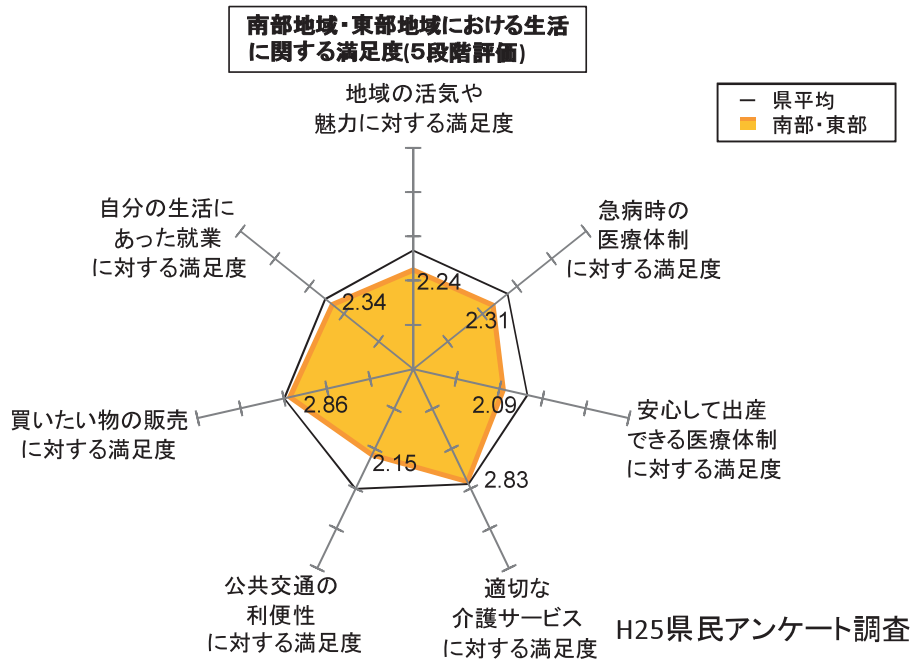 南部地域・東部地域における生活
に関する満足度(5段階評価)
地域の活気や
魅力に対する満足度
― 県平均
南部・東部
自分の生活に
あった就業
に対する満足度
急病時の
医療体制
に対する満足度
2.24
2.34
2.31
買いたい物の販売
に対する満足度
2.86
2.09
安心して出産
できる医療体制
に対する満足度
2.15
2.83
公共交通の
利便性
に対する満足度
適切な
介護サービス
に対する満足度
H25県民アンケート調査